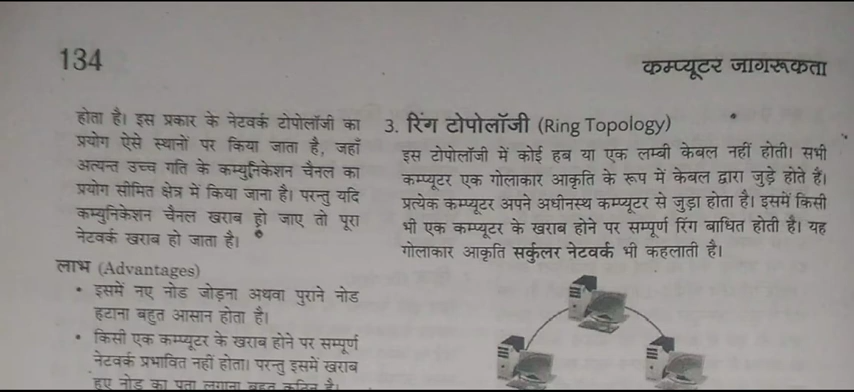 134
कम्प्यूटर जागरूकता
होता है। इस प्रकार के नेटवर्क टोपोलॉजी का
प्रयोग ऐसे स्थानों पर किया जाता है, जहाँ
अत्यन्त उच्च गति के कम्युनिकेशन चैनल का
प्रयोग सीमित क्षेत्र में किया जाना है। परन्तु यदि
कम्युनिकेशन चैनल खराब हो जाए तो पूरा
नेटवर्क खराब हो जाता है।
लाभ (Advantages)
• इसमें नए नोड जोड़ना अथवा पुराने नोड
हटाना बहुत आसान होता है।
• किसी एक कम्प्यूटर के खराब होने पर सम्पूर्ण
नेटवर्क प्रभावित नहीं होता। परन्तु इसमें खराब
हुए नोड का पता लगाना बहुत कठिन है।
3. रिंग टोपोलॉजी (Ring Topology)
इस टोपोलॉजी में कोई हब या एक लम्बी केबल नहीं होती। सभी
कम्प्यूटर एक गोलाकार आकृति के रूप में केबल द्वारा जुड़े होते हैं।
प्रत्येक कम्प्यूटर अपने अधीनस्थ कम्प्यूटर से जुड़ा होता है। इसमें किसी
भी एक कम्प्यूटर के खराब होने पर सम्पूर्ण रिंग बाधित होती है। यह
गोलाकार आकृति सर्कुलर नेटवर्क भी कहलाती है।